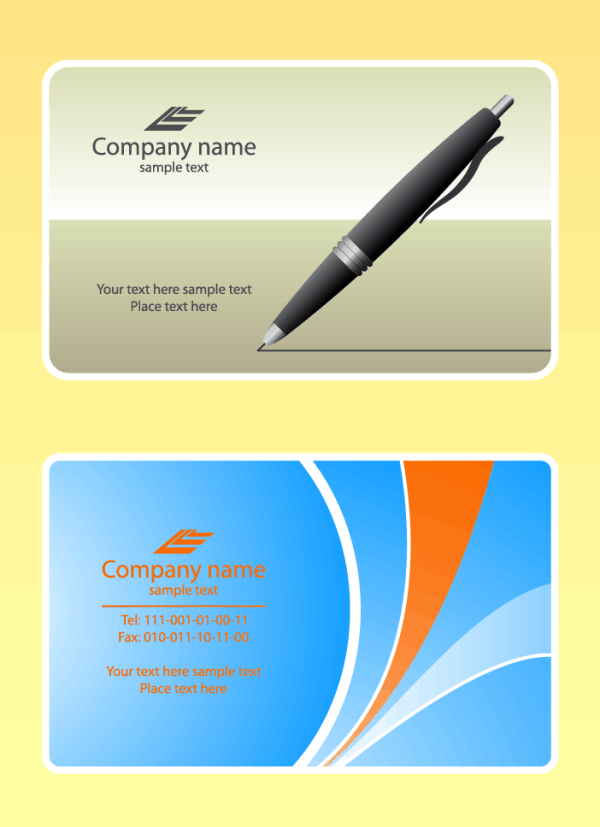 Company name
sample text
Your text here sample text
Place text here
Company name
sample text
Tel: 111-001-01-00-11
Fax: 010-011-10-11-00
Your text here sample text
Place text here